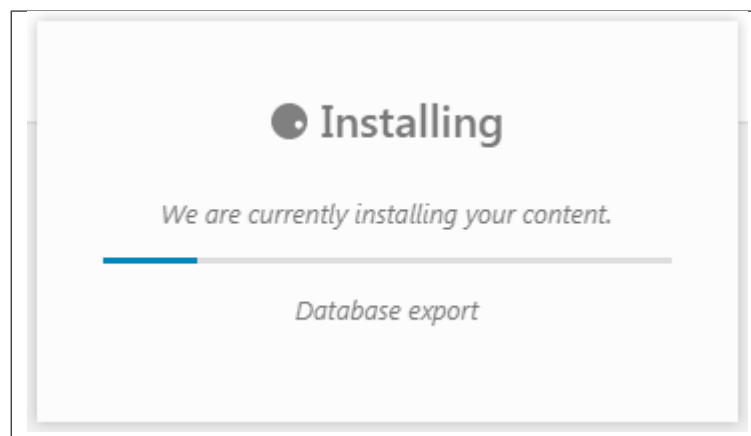 Installing
We are currently installing your content.
Database export